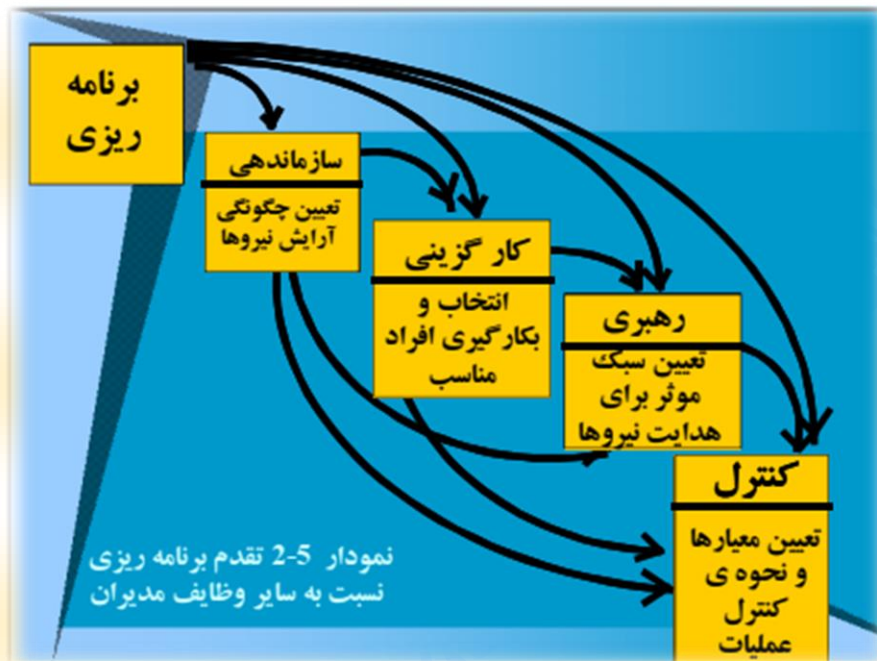 برنامه
ریزی
سازماندهی
تعیین چگونگی
آرایش نیروها
کار گزینی
انتخاب و
بکارگیری افراد
مناسب
رهبری
تعیین سبک
موثر برای
هدایت نیروها
کنترل
تعیین معیارها
و نحوه ی
کنترل
عملیات
نمودار 5-2 تقدم برنامه ریزی
نسبت به سایر وظایف مدیران